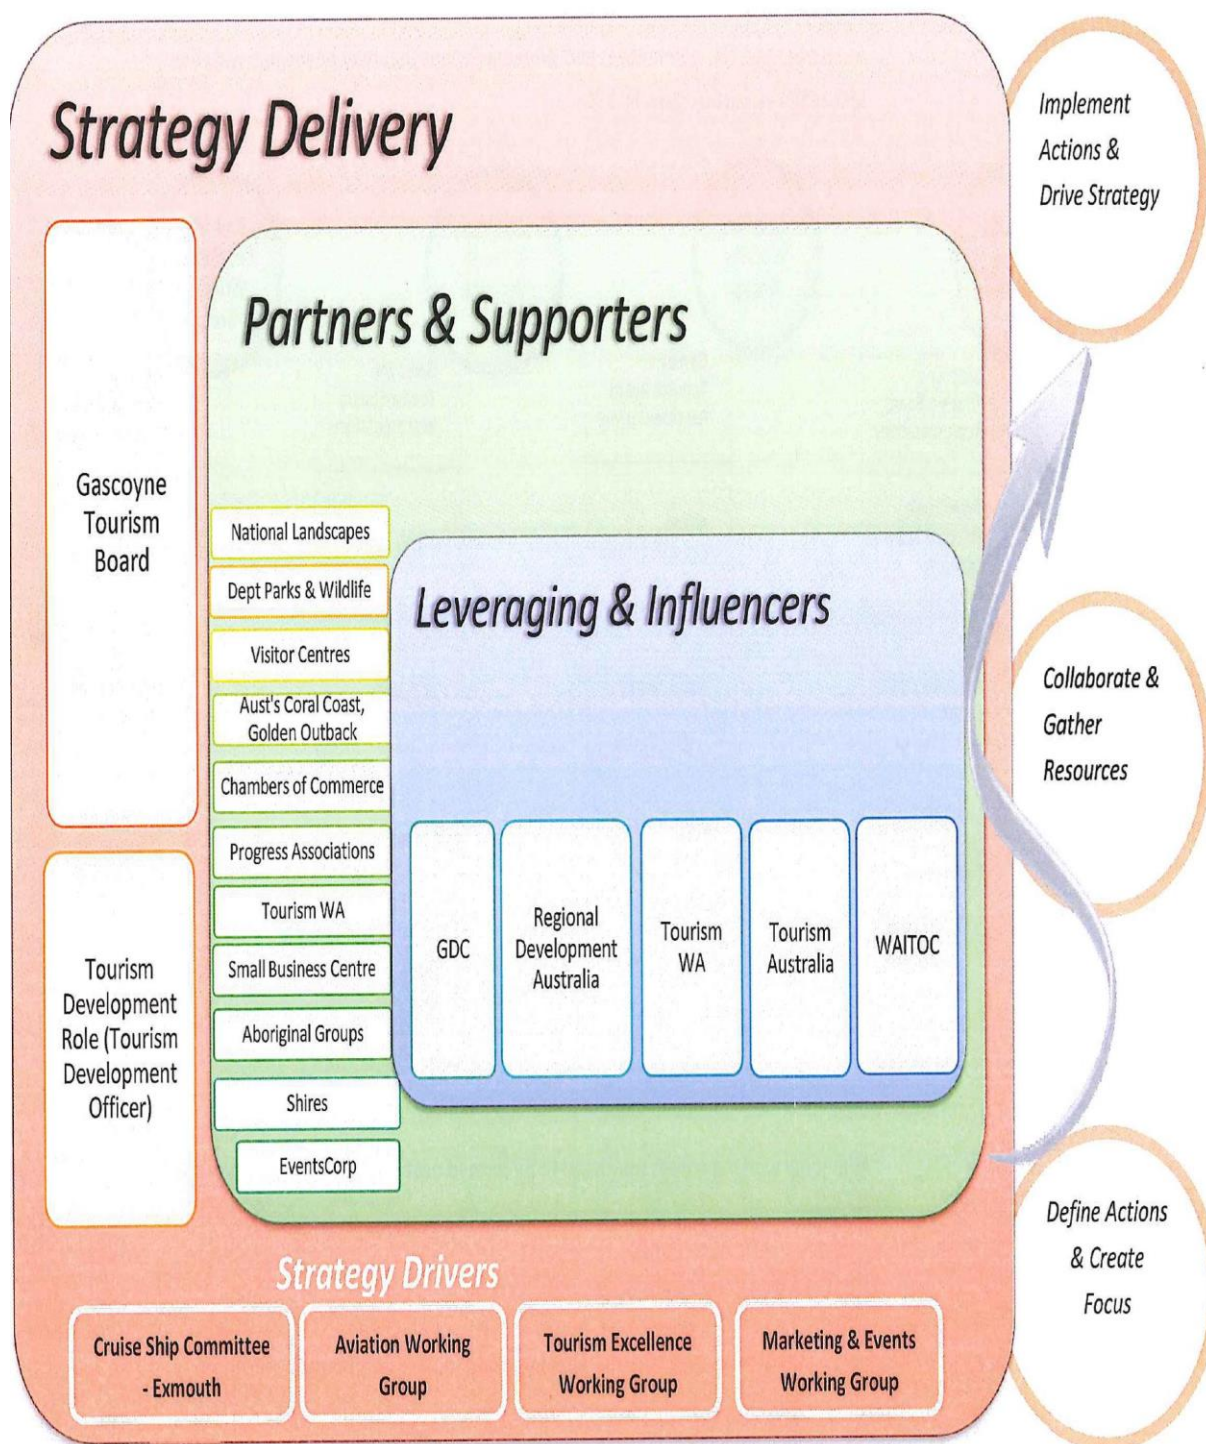 Strategy Delivery
Implement
Actions &
Drive Strategy
Partners & Supporters
Gascoyne
Tourism
Board
National Landscapes
Dept Parks & Wildlife
Visitor Centres
Aust's Coral Coast,
Golden Outback
Chambers of Commerce
Progress Associations
Tourism WA
Small Business Centre
Aboriginal Groups
Shires
EventsCorp
Leveraging & Influencers
GDC
Regional
Development
Australia
Tourism
WA
Tourism
Australia
WAITOC
Collaborate &
Gather
Resources
Tourism
Development
Role (Tourism
Development
Officer)
Define Actions
& Create
Focus
Strategy Drivers
Cruise Ship Committee
- Exmouth
Aviation Working
Group
Tourism Excellence
Working Group
Marketing & Events
Working Group